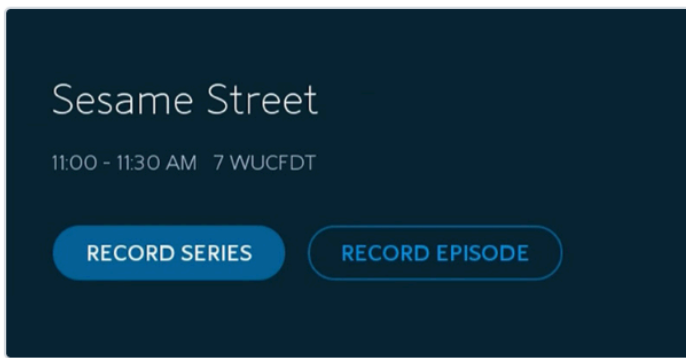 Sesame Street
11:00 - 11:30 AM 7 WUCFDT
RECORD SERIES RECORD EPISODE